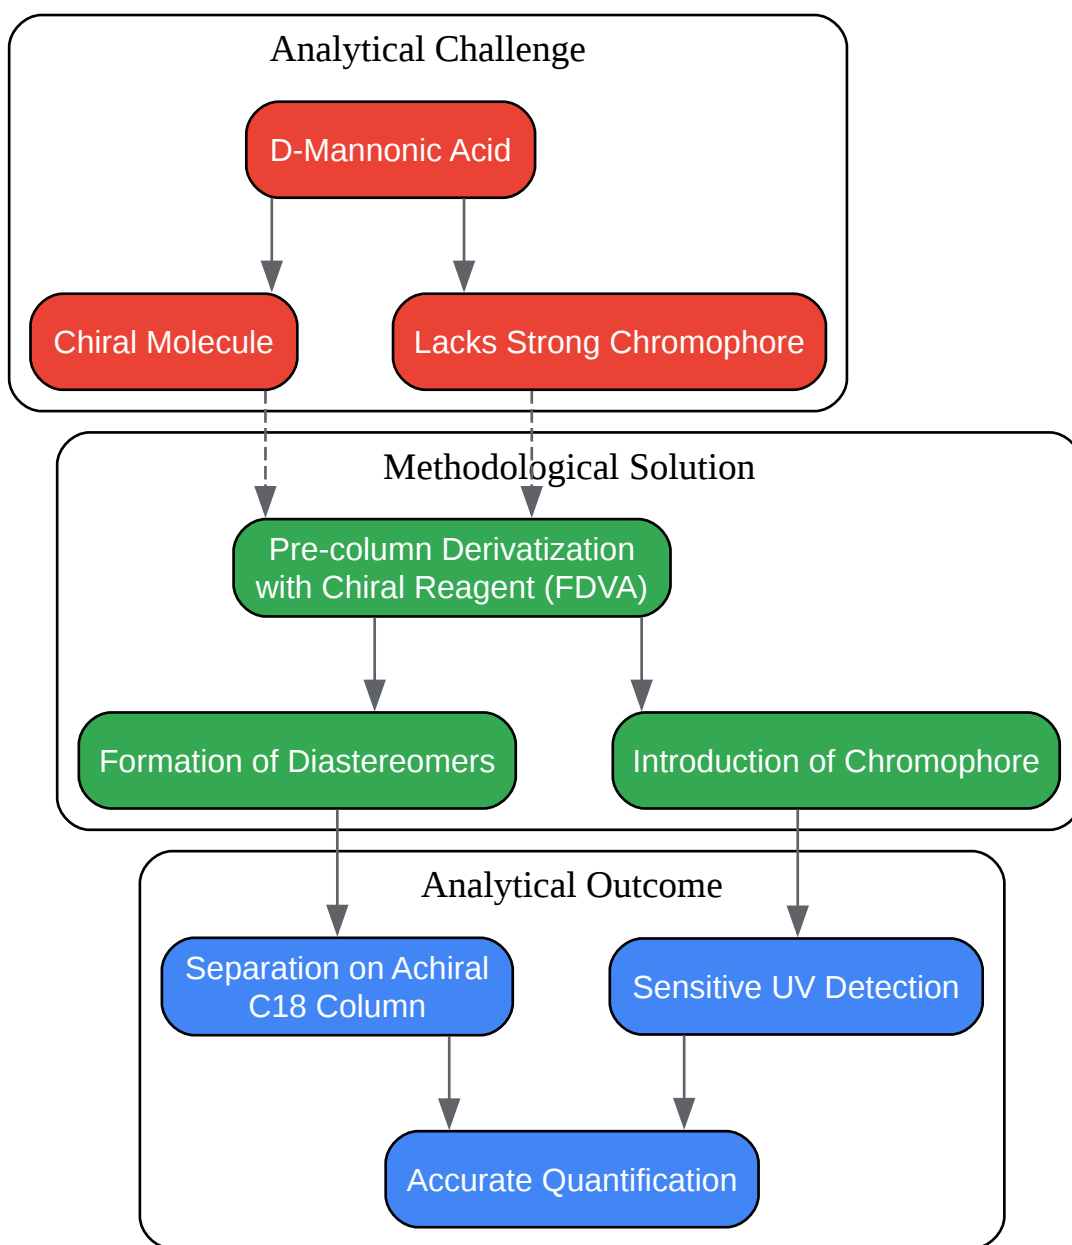 Analytical Challenge
D-Mannonic Acid
Chiral Molecule
Lacks Strong Chromophore
Methodological Solution
Pre-column Derivatization
with Chiral Reagent (FDVA)
Formation of Diastereomers
Introduction of Chromophore
Analytical Outcome
Separation on Achiral
C18 Column
Sensitive UV Detection
Accurate Quantification